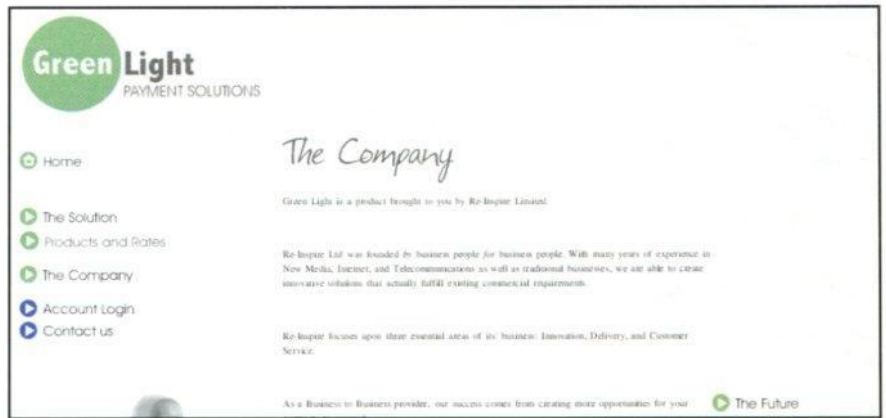 Green Light
PAYMENT SOLUTIONS
Home
The Solution
Products and Rates
The Company
Account Login
Contact us
The Company
Green Light is a product brought to you by Re-Inspire Limited.
Re-Inspire Ltd was founded by business people for business people. With many years of experience in
New Media, Internet, and Telecommunications as well as traditional businesses, we are able to create
innovative solutions that actually fulfill existing commercial requirements.
Re-Inspire focuses upon three essential areas of its business: Innovation, Delivery, and Customer
Service.
As a Business to Business provider, our success comes from creating more opportunities for your
The Future